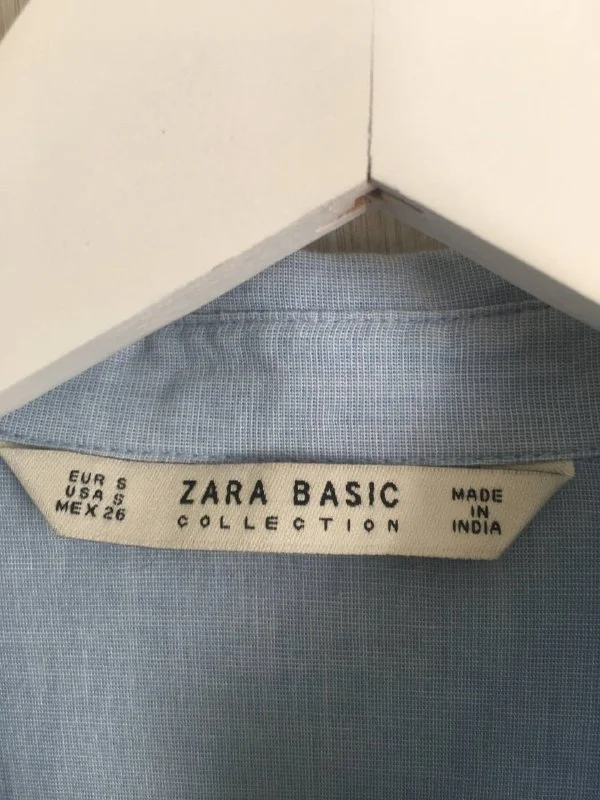 EUR S
USA S
MEX 26
ZARA BASIC
COLLECTION
MADE
IN
INDIA